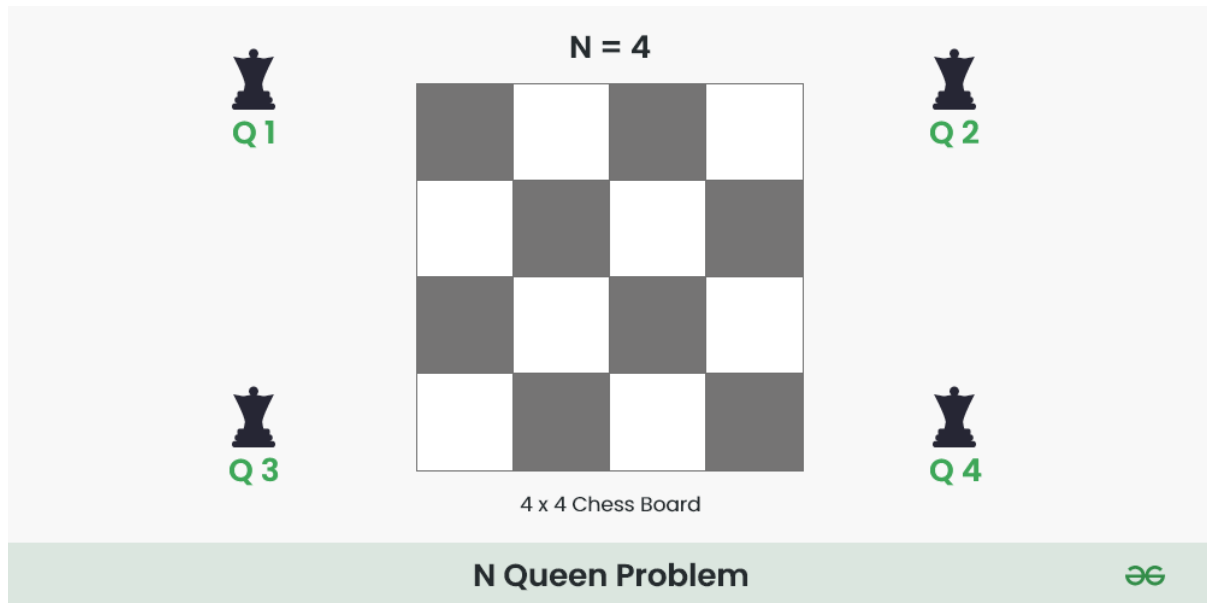 N = 4
Q 1
Q 2
Q 3
Q 4
4 x 4 Chess Board
N Queen Problem